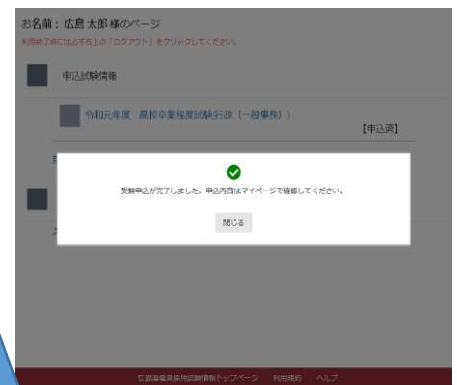 お名前：広島 太郎 様のページ
利用終了時には必ず右上の「ログアウト」をクリックしてください。
申込試験情報
令和元年度 高校卒業程度試験(行政（一般事務）)
【申込済】
受験申込が完了しました。申込内容はマイページで確認してください。
閉じる
広島県職員採用試験情報トップページ 利用規約 ヘルプ